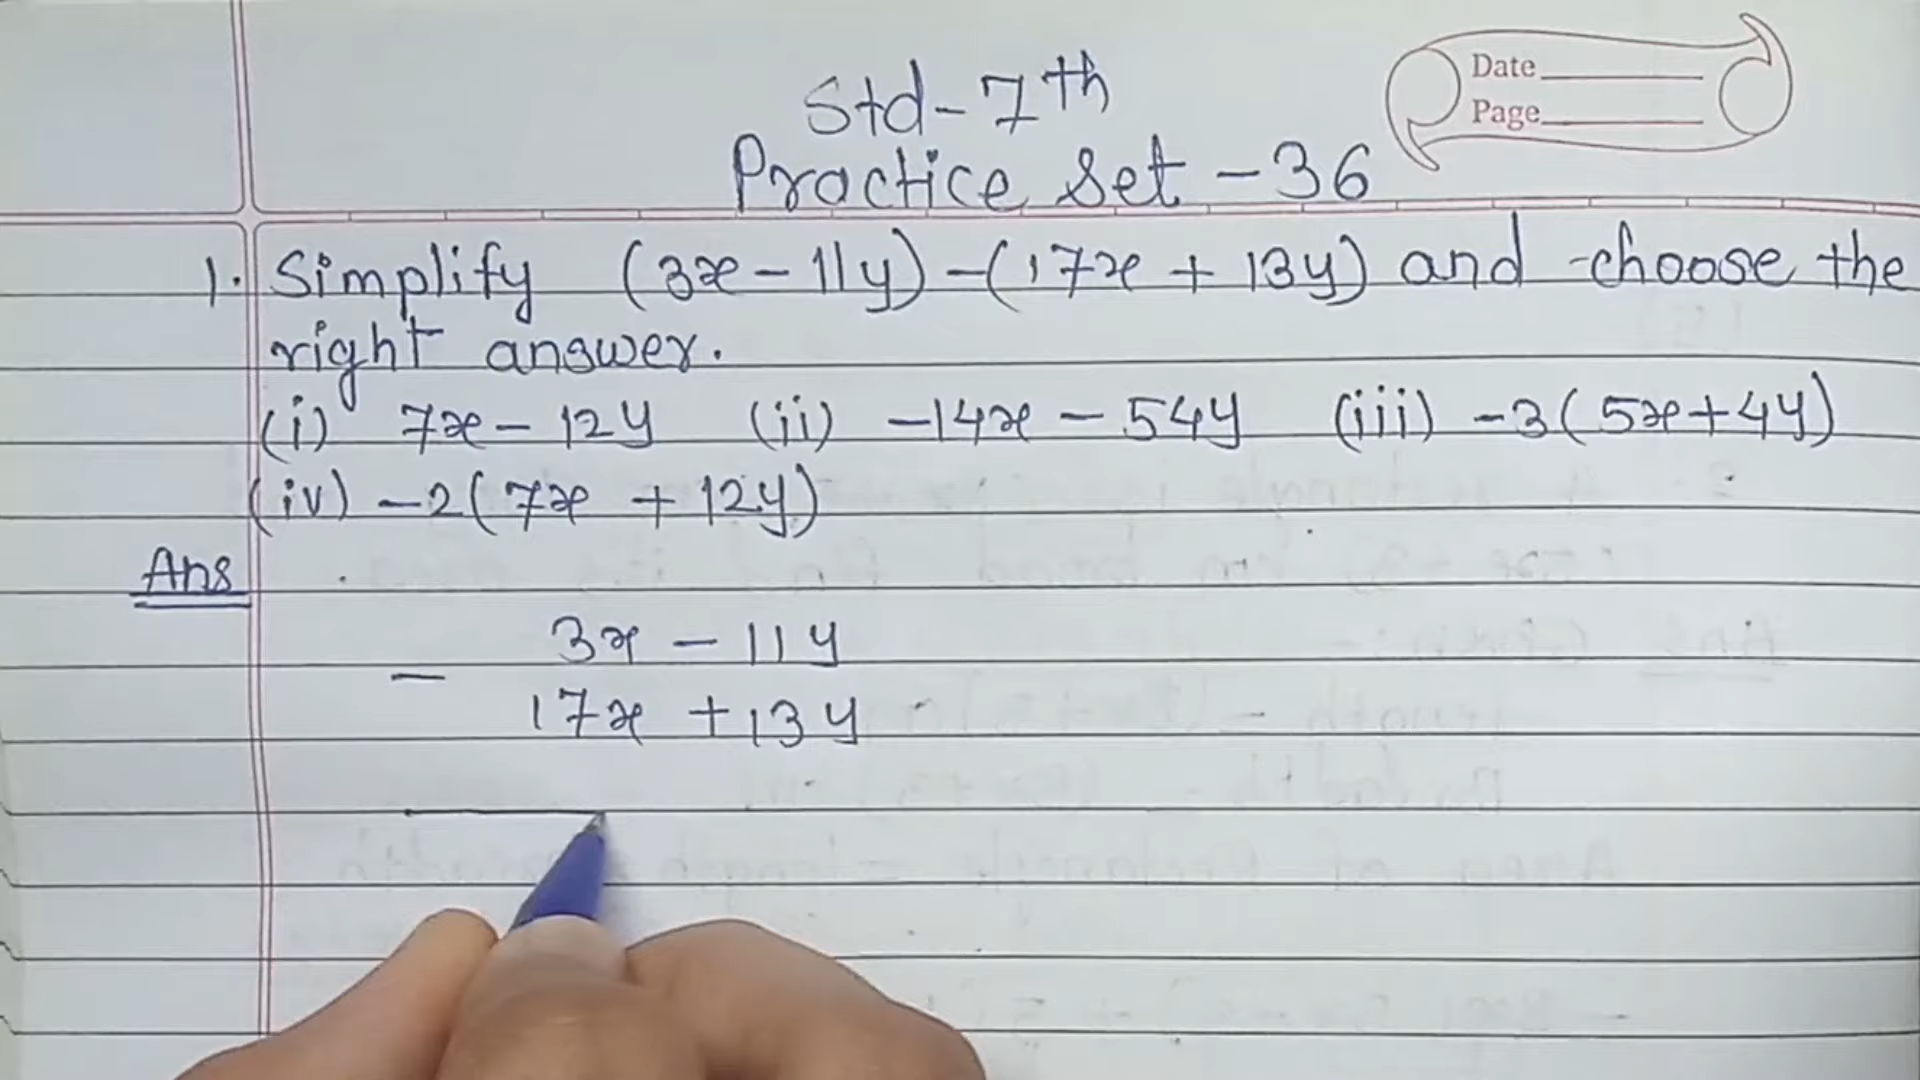 Std-7th
Date
Page
Practice Set - 36
1. Simplify (3x - 11y) - (17x + 13y) and choose the
right answer.
(i) 7x - 12y (ii) -14x - 54y (iii) -3(5x+4y)
(iv) -2(7x + 12y)
Ans
3x - 11y
-
17x + 13y